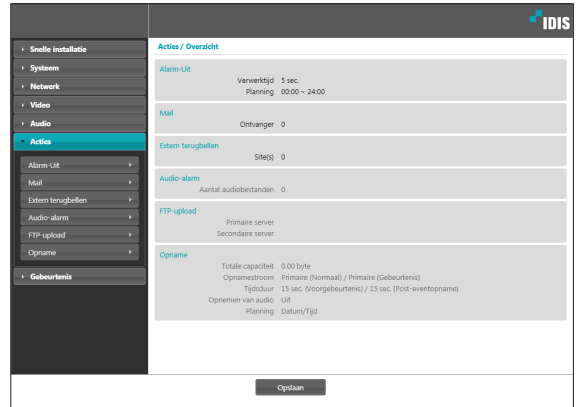 IDIS
Snelle installatie
Systeem
Netwerk
Video
Audio
Acties
Alarm-Uit
Mail
Extern terugbellen
Audio-alarm
FTP-upload
Opname
Gebeurtenis
Acties / Overzicht
Alarm-Uit
Verwerktijd 5 sec.
Planning 00:00 ~ 24:00
Mail
Ontvanger 0
Extern terugbellen
Site(s) 0
Audio-alarm
Aantal audiobestanden 0
FTP-upload
Primaire server
Secondaire server
Opname
Totale capaciteit 0.00 byte
Opnamestroom Primaire (Normaal) / Primaire (Gebeurtenis)
Tijdsduur 15 sec. (Voorgebeurtenis) / 15 sec. (Post-eventopname)
Opnemen van audio Uit
Planning Datum/Tijd
Opslaan